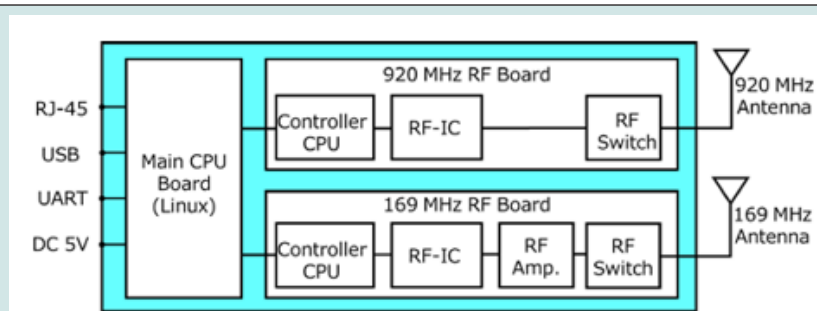 RJ-45
USB
UART
DC 5V
Main CPU
Board
(Linux)
920 MHz RF Board
Controller
CPU
RF-IC
RF
Switch
920 MHz
Antenna
169 MHz RF Board
Controller
CPU
RF-IC
RF
Amp.
RF
Switch
169 MHz
Antenna